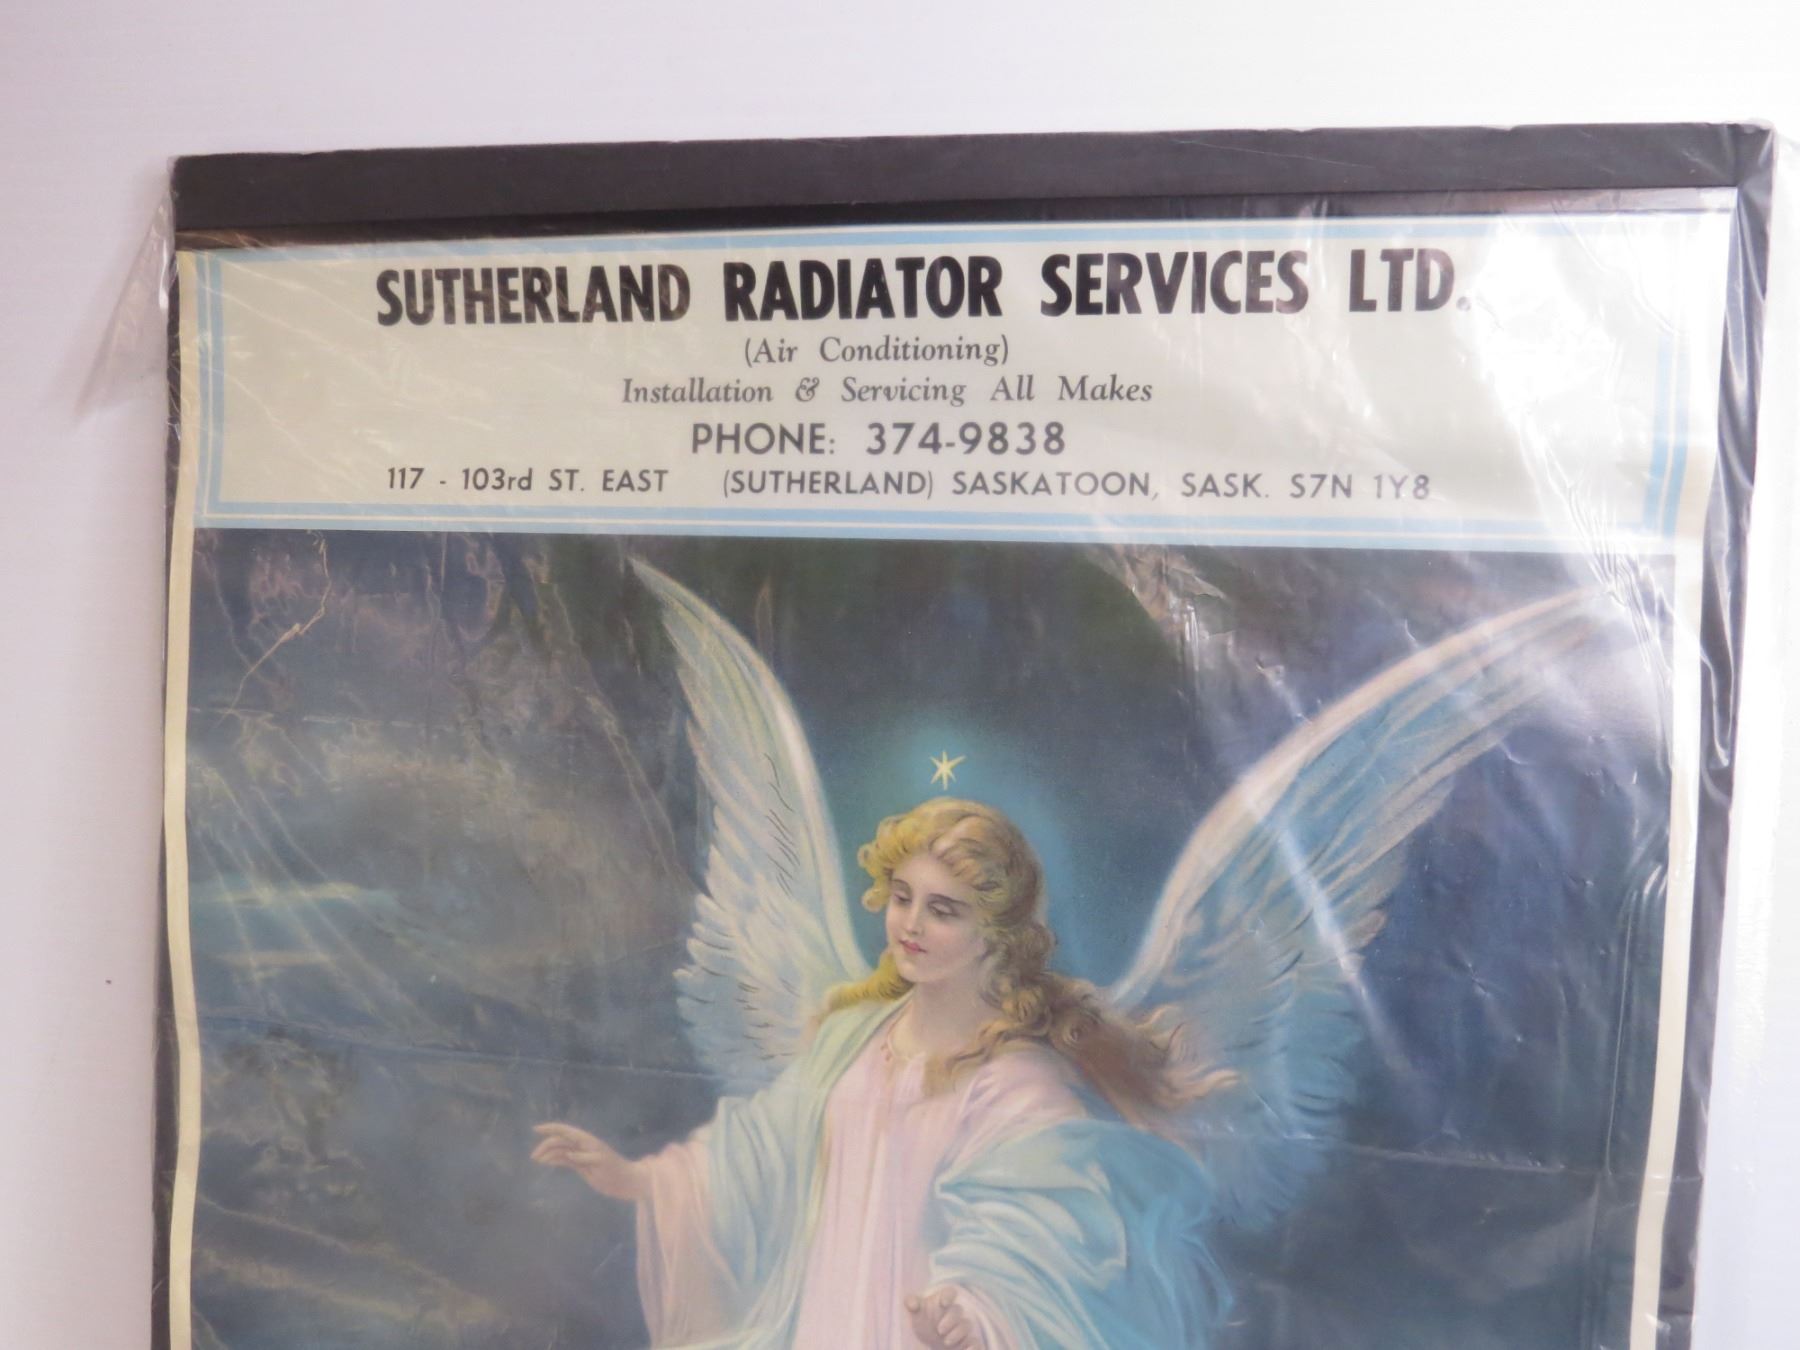 SUTHERLAND RADIATOR SERVICES LTD.
(Air Conditioning)
Installation & Servicing All Makes
PHONE: 374-9838
117 - 103rd ST. EAST (SUTHERLAND) SASKATOON, SASK. S7N 1Y8